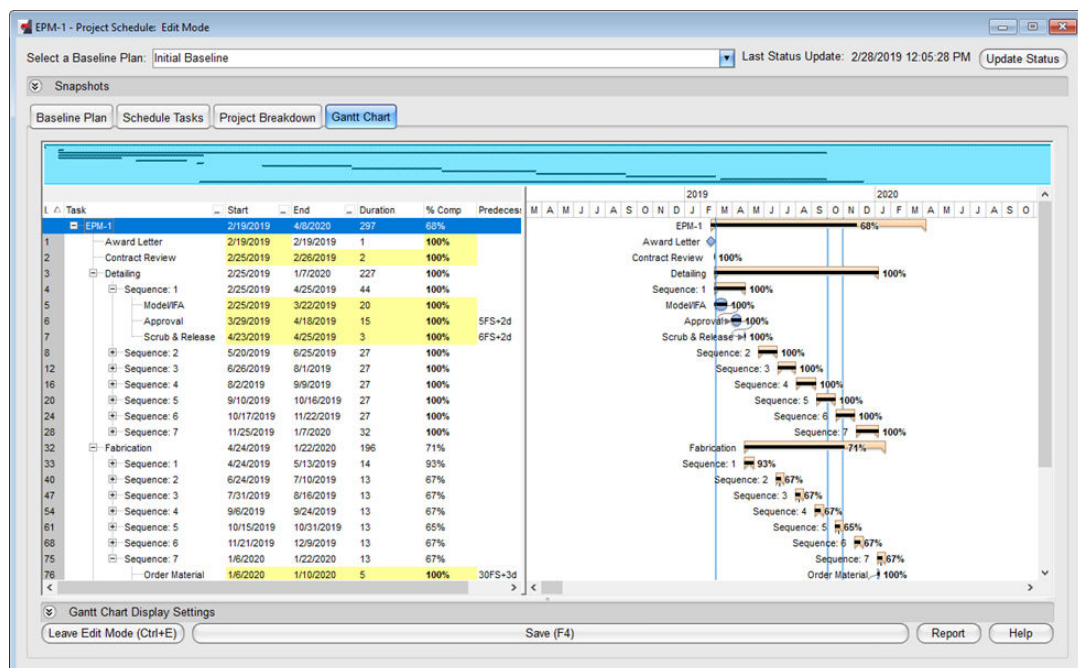 EPM-1 - Project Schedule: Edit Mode
Select a Baseline Plan: Initial Baseline Last Status Update: 2/28/2019 12:05:28 PM Update Status
Snapshots
Baseline Plan Schedule Tasks Project Breakdown Gantt Chart
2019 2020
Task Start End Duration % Comp Predecess M A M J J A S O N D J F M A M J J A S O N D J F M A M J J A S O
EPM-1 2/19/2019 4/8/2020 297 68% EPM-1 68%
1 Award Letter 2/19/2019 2/19/2019 1 100% Award Letter
2 Contract Review 2/25/2019 2/26/2019 2 100% Contract Review 100%
3 Detailing 2/25/2019 1/7/2020 227 100% Detailing 100%
4 Sequence: 1 2/25/2019 4/25/2019 44 100% Sequence: 1 100%
5 Model/IFA 2/25/2019 3/22/2019 20 100% Model/IFA 100%
6 Approval 3/29/2019 4/18/2019 15 100% 5FS+2d Approval 100%
7 Scrub & Release 4/23/2019 4/25/2019 3 100% 6FS+2d Scrub & Release 100%
8 Sequence: 2 5/20/2019 6/25/2019 27 100% Sequence: 2 100%
12 Sequence: 3 6/26/2019 8/1/2019 27 100% Sequence: 3 100%
16 Sequence: 4 8/2/2019 9/9/2019 27 100% Sequence: 4 100%
20 Sequence: 5 9/10/2019 10/16/2019 27 100% Sequence: 5 100%
24 Sequence: 6 10/17/2019 11/22/2019 27 100% Sequence: 6 100%
28 Sequence: 7 11/25/2019 1/7/2020 32 100% Sequence: 7 100%
32 Fabrication 4/24/2019 1/22/2020 196 71% Fabrication 71%
33 Sequence: 1 4/24/2019 5/13/2019 14 93% Sequence: 1 93%
40 Sequence: 2 6/24/2019 7/10/2019 13 67% Sequence: 2 67%
47 Sequence: 3 7/31/2019 8/16/2019 13 67% Sequence: 3 67%
54 Sequence: 4 9/6/2019 9/24/2019 13 67% Sequence: 4 67%
61 Sequence: 5 10/15/2019 10/31/2019 13 65% Sequence: 5 65%
68 Sequence: 6 11/21/2019 12/9/2019 13 67% Sequence: 6 67%
75 Sequence: 7 1/6/2020 1/22/2020 13 67% Sequence: 7 67%
76 Order Material 1/6/2020 1/10/2020 5 100% 30FS+3d Order Material 100%
Gantt Chart Display Settings
Leave Edit Mode (Ctrl+E) Save (F4) Report Help